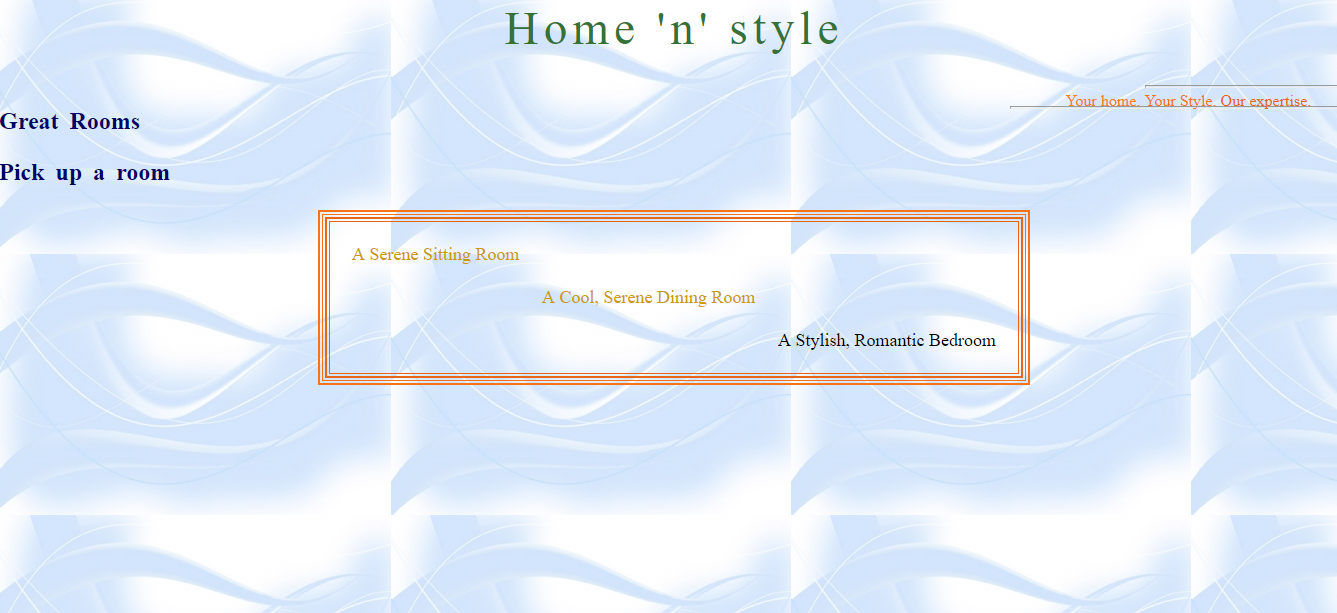 Home 'n' style
Your home. Your Style. Our expertise.
Great Rooms
Pick up a room
A Serene Sitting Room
A Cool, Serene Dining Room
A Stylish, Romantic Bedroom